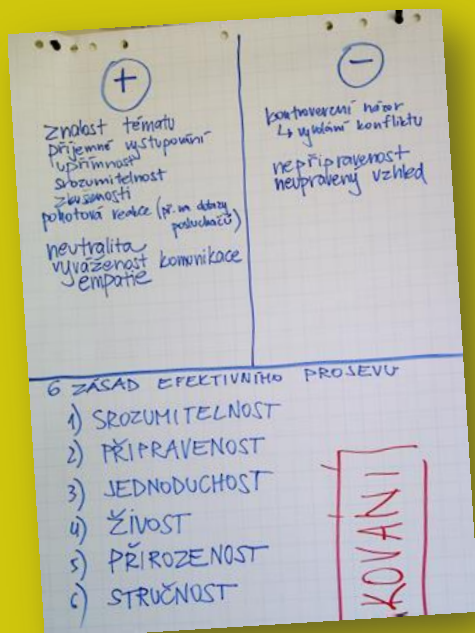 +
znalost tématu
příjemné vystupování
upřímnost
srozumitelnost
zkušenosti
pohotová reakce (př. na dotazy
posluchačů)
neutralita
vyváženost komunikace
empatie
–
kontroverzní názor
↳ vyvolání konfliktu
nepřipravenost
neupravený vzhled
6 ZÁSAD EFEKTIVNÍHO PROJEVU
1) SROZUMITELNOST
2) PŘIPRAVENOST
3) JEDNODUCHOST
4) ŽIVOST
5) PŘIROZENOST
6) STRUČNOST
KOVÁNÍ